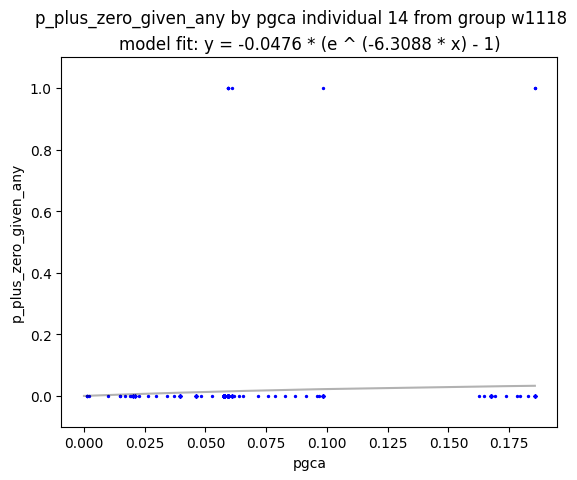 p_plus_zero_given_any by pgca individual 14 from group w1118
model fit: y = -0.0476 * (e ^ (-6.3088 * x) - 1)
1.0
0.8
0.6
0.4
0.2
0.0
p_plus_zero_given_any
0.000 0.025 0.050 0.075 0.100 0.125 0.150 0.175
pgca